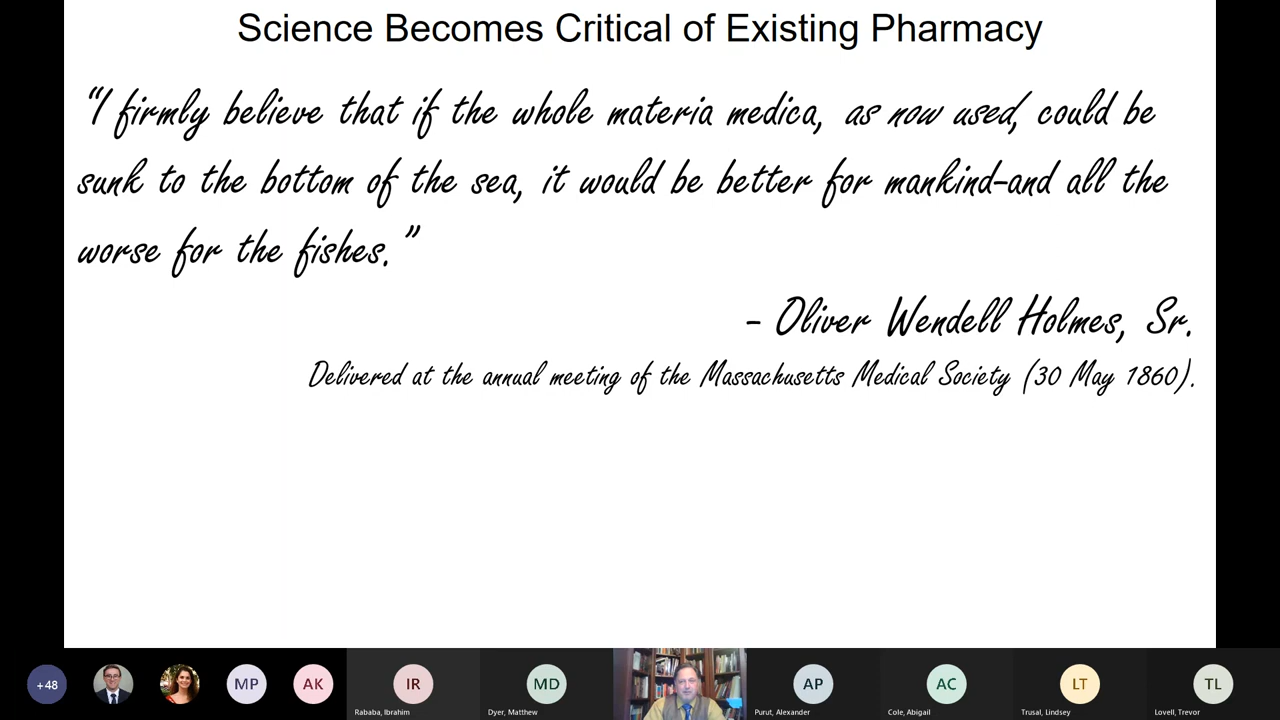 Science Becomes Critical of Existing Pharmacy
“I firmly believe that if the whole materia medica, as now used, could be
sunk to the bottom of the sea, it would be better for mankind-and all the
worse for the fishes.”
- Oliver Wendell Holmes, Sr.
Delivered at the annual meeting of the Massachusetts Medical Society (30 May 1860).
+48 MP AK IR MD AP AC LT TL
Rababa, Ibrahim Dyer, Matthew Purut, Alexander Cole, Abigail Trusal, Lindsey Lovell, Trevor